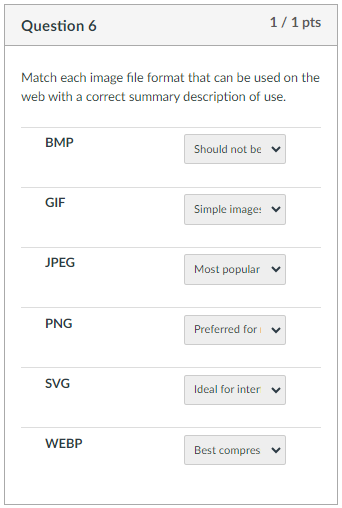 Question 6
1 / 1 pts
Match each image file format that can be used on the
web with a correct summary description of use.
BMP
Should not be
GIF
Simple images
JPEG
Most popular
PNG
Preferred for
SVG
Ideal for inter
WEBP
Best compres